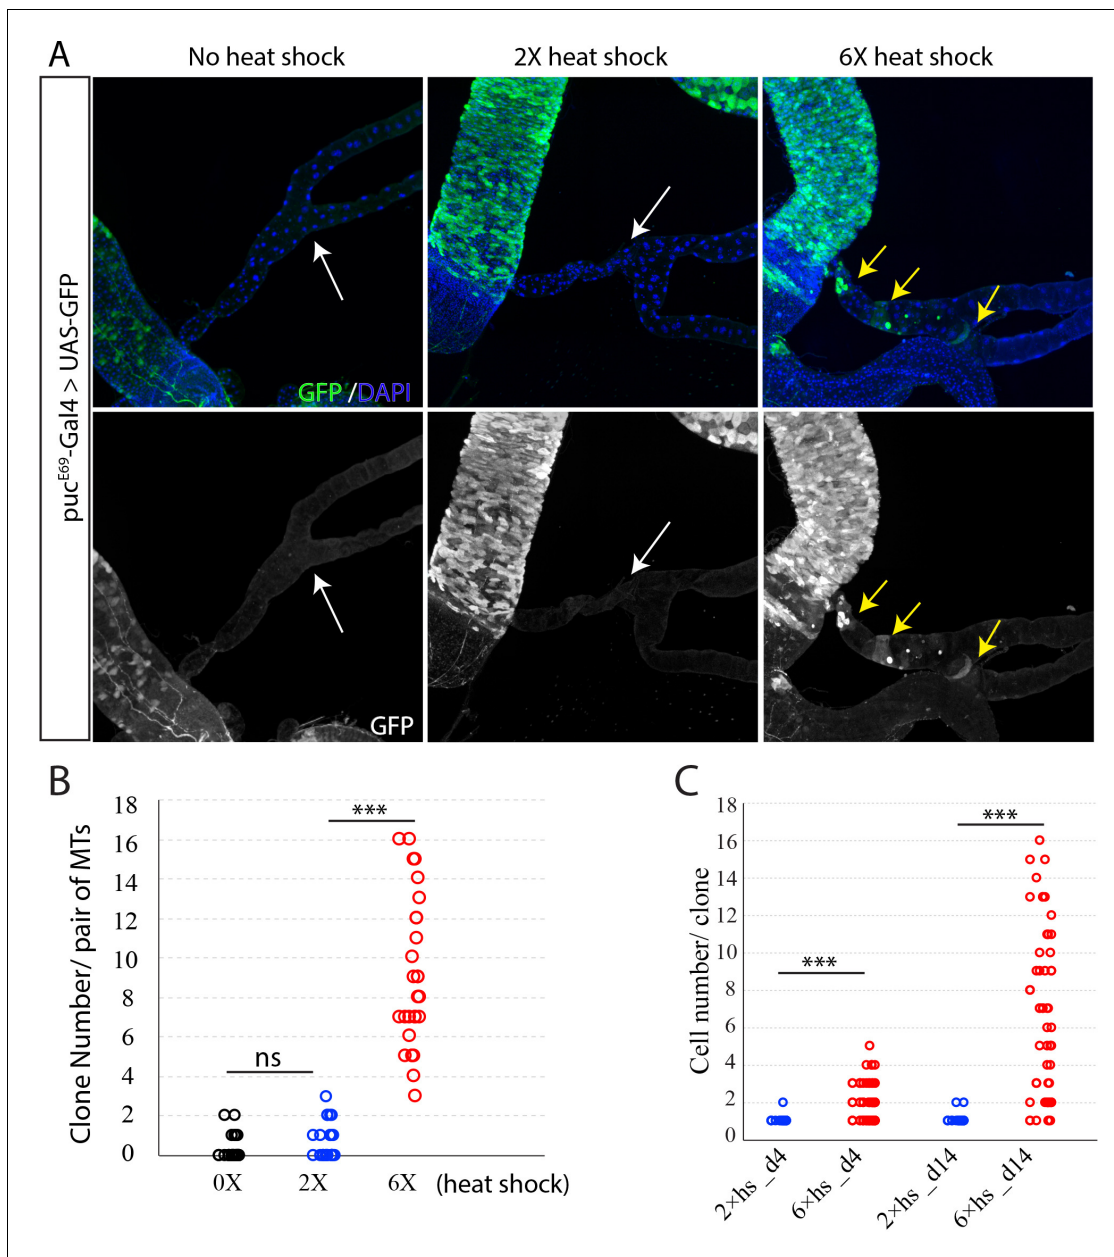 A
No heat shock
2X heat shock
6X heat shock
puc^E69-Gal4 > UAS-GFP
GFP /DAPI
GFP
B
Clone Number/ pair of MTs
18
16
14
12
10
8
6
4
2
0
***
ns
0X
2X
6X
(heat shock)
C
Cell number/ clone
18
16
14
12
10
8
6
4
2
0
***
***
2×hs_d4
6×hs_d4
2×hs_d14
6×hs_d14